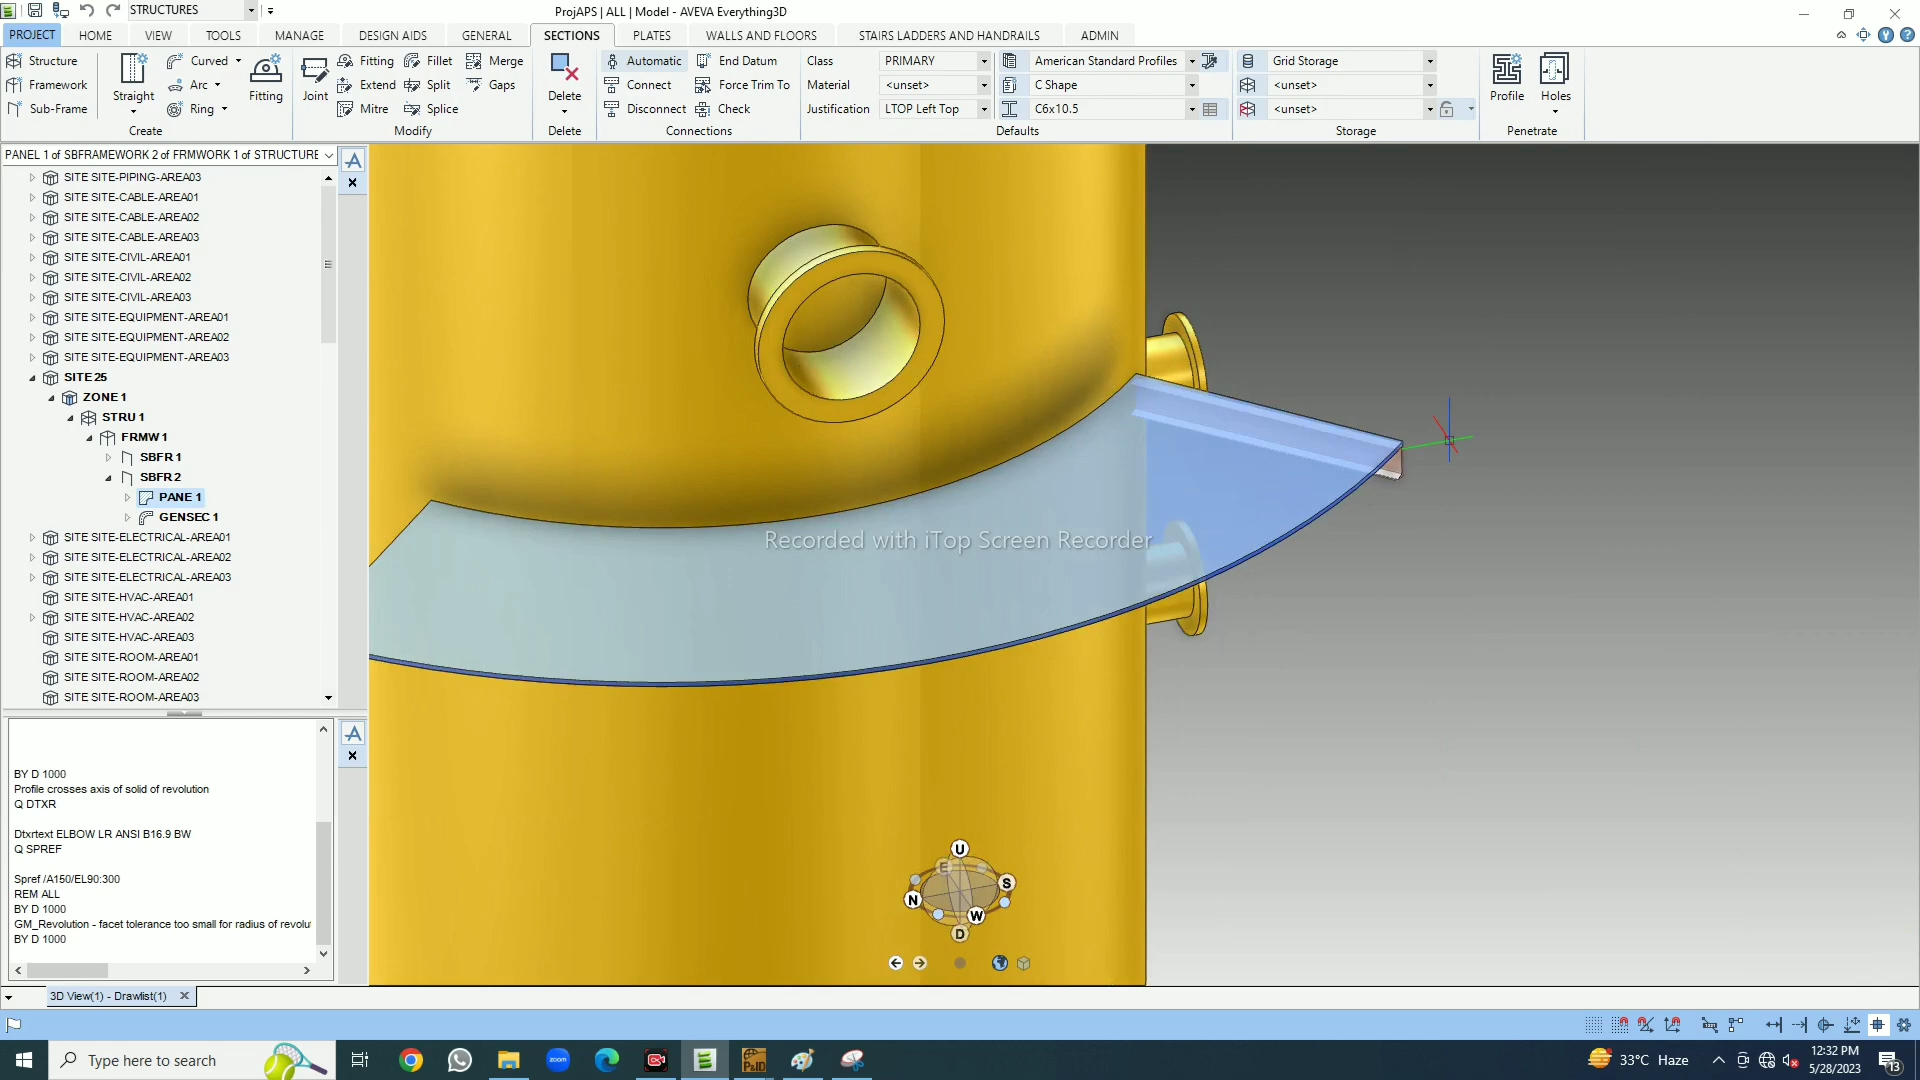 STRUCTURES
ProjAPS | ALL | Model - AVEVA Everything3D
PROJECT HOME VIEW TOOLS MANAGE DESIGN AIDS GENERAL SECTIONS PLATES WALLS AND FLOORS STAIRS LADDERS AND HANDRAILS ADMIN
Structure
Framework
Sub-Frame
Straight
Curved
Arc
Ring
Fitting
Create
Joint
Fitting
Extend
Mitre
Fillet
Split
Splice
Merge
Gaps
Modify
Delete
Delete
Automatic
Connect
Disconnect
End Datum
Force Trim To
Check
Connections
Class PRIMARY
Material <unset>
Justification LTOP Left Top
American Standard Profiles
C Shape
C6x10.5
Defaults
Grid Storage
<unset>
<unset>
Storage
Profile
Holes
Penetrate
PANEL 1 of SBFRAMEWORK 2 of FRMWORK 1 of STRUCTURE
SITE SITE-PIPING-AREA03
SITE SITE-CABLE-AREA01
SITE SITE-CABLE-AREA02
SITE SITE-CABLE-AREA03
SITE SITE-CIVIL-AREA01
SITE SITE-CIVIL-AREA02
SITE SITE-CIVIL-AREA03
SITE SITE-EQUIPMENT-AREA01
SITE SITE-EQUIPMENT-AREA02
SITE SITE-EQUIPMENT-AREA03
SITE 25
ZONE 1
STRU 1
FRMW 1
SBFR 1
SBFR 2
PANE 1
GENSEC 1
SITE SITE-ELECTRICAL-AREA01
SITE SITE-ELECTRICAL-AREA02
SITE SITE-ELECTRICAL-AREA03
SITE SITE-HVAC-AREA01
SITE SITE-HVAC-AREA02
SITE SITE-HVAC-AREA03
SITE SITE-ROOM-AREA01
SITE SITE-ROOM-AREA02
SITE SITE-ROOM-AREA03
BY D 1000
Profile crosses axis of solid of revolution
Q DTXR
Dtxrtext ELBOW LR ANSI B16.9 BW
Q SPREF
Spref /A150/EL90:300
REM ALL
BY D 1000
GM_Revolution - facet tolerance too small for radius of revolu
BY D 1000
Recorded with iTop Screen Recorder
U
E
S
N
W
D
3D View(1) - Drawlist(1)
Type here to search
zoom
P&ID
33°C Haze
12:32 PM
5/28/2023
13